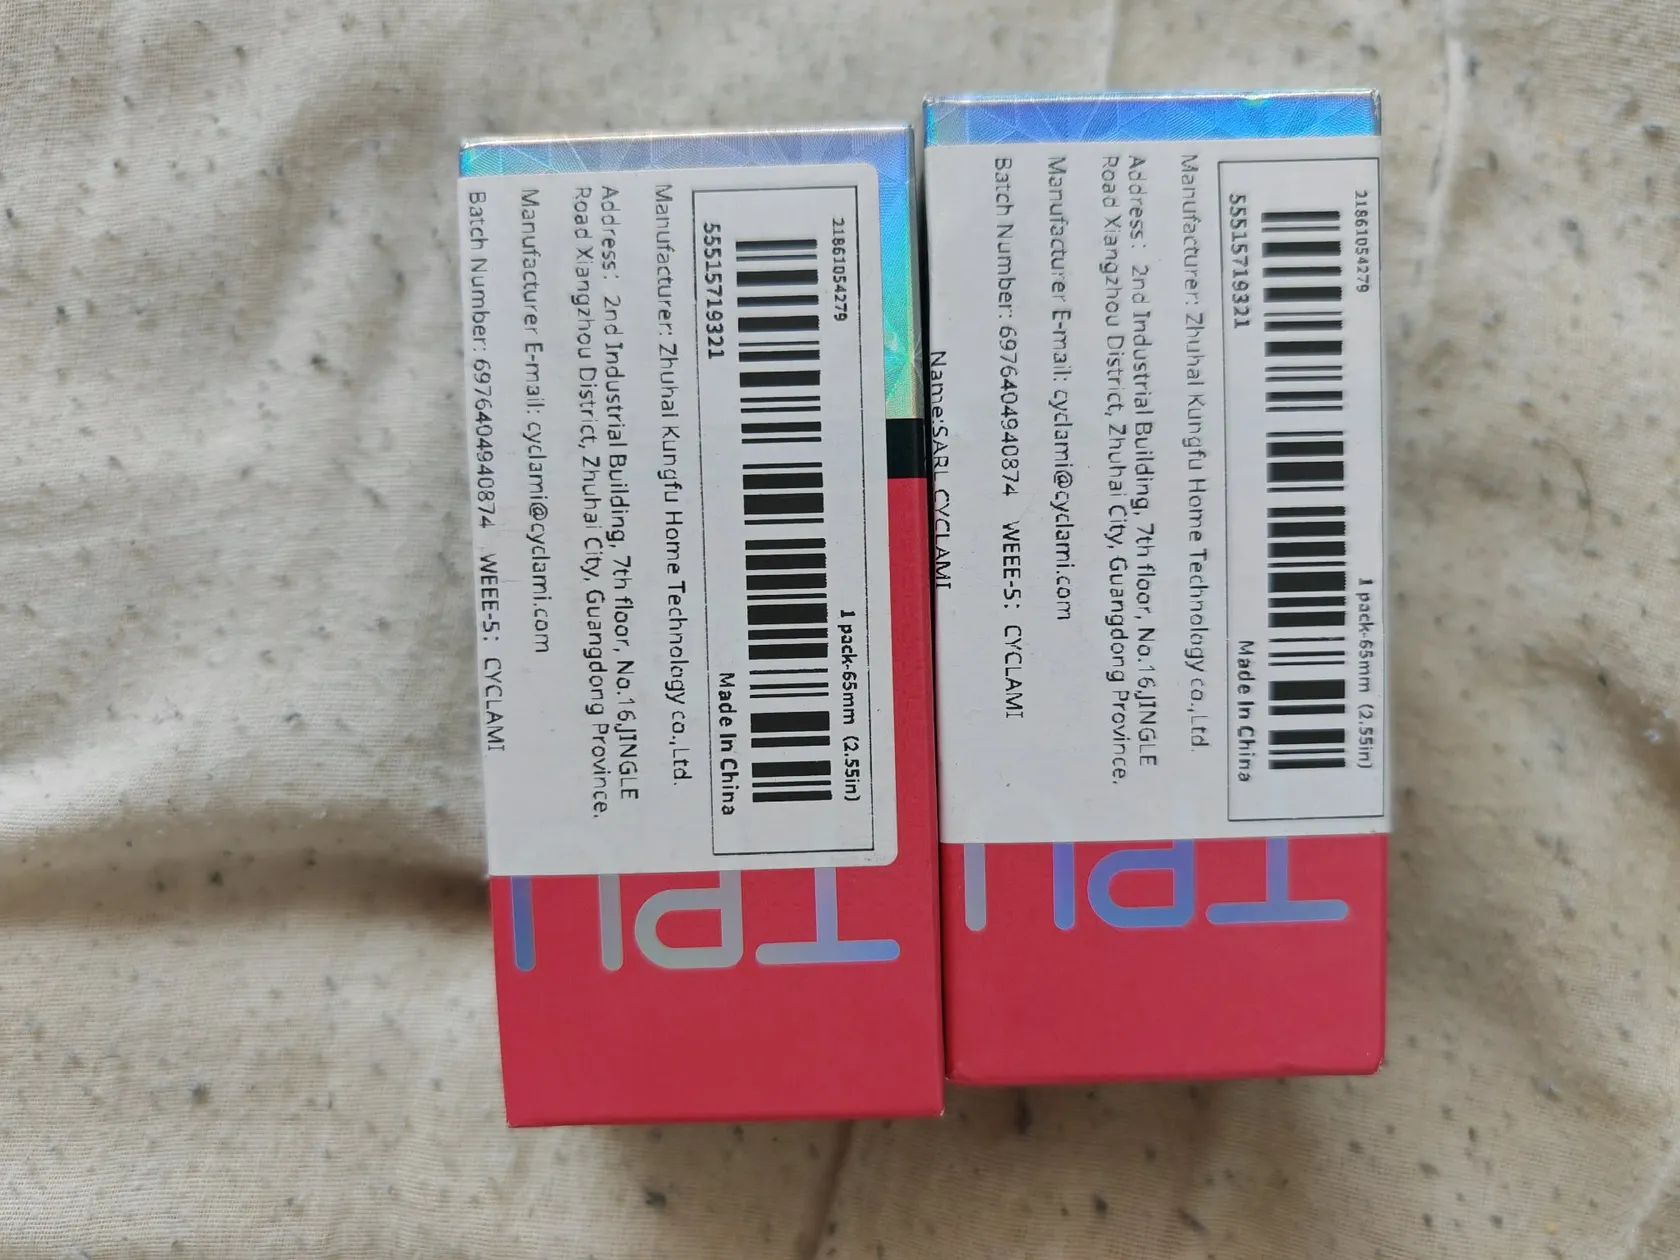 21861054279
1 pack-65mm (2.55in)
55515719321
Made In China
Manufacturer: Zhuhai Kungfu Home Technology co.,Ltd.
Address: 2nd Industrial Building, 7th floor, No.16,JINGLE
Road Xiangzhou District, Zhuhai City, Guangdong Province,
Manufacturer E-mail: cyclami@cyclami.com
Batch Number: 6976404940874 WEEE-S: CYCLAMI
21861054279
1 pack-65mm (2.55in)
55515719321
Made In China
Manufacturer: Zhuhai Kungfu Home Technology co.,Ltd.
Address: 2nd Industrial Building, 7th floor, No.16,JINGLE
Road Xiangzhou District, Zhuhai City, Guangdong Province,
Manufacturer E-mail: cyclami@cyclami.com
Batch Number: 6976404940874 WEEE-S: CYCLAMI
Name:SARL CYCLAMI